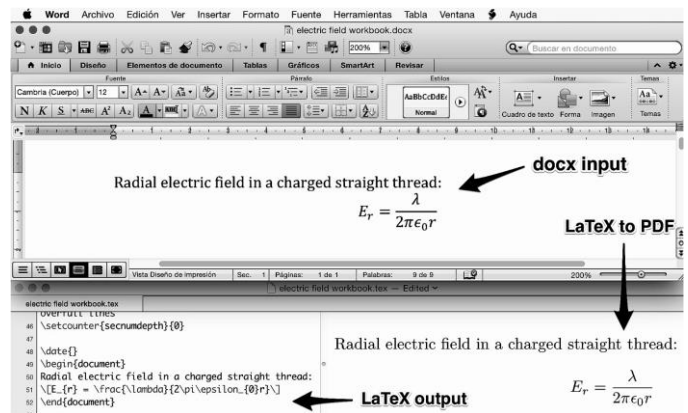 Word Archivo Edición Ver Insertar Formato Fuente Herramientas Tabla Ventana Ayuda
electric field workbook.docx
200%
Buscar en documento
Inicio Diseño Elementos de documento Tablas Gráficos SmartArt Revisar
Fuente Párrafo Estilos Insertar Temas
Cambria (Cuerpo) 12 A A Aa
AaBbCcDdEe
Normal
Cuadro de texto Forma Imagen Temas
N K S ABC A² A₂ A
docx input
Radial electric field in a charged straight thread:
E_r = λ / 2πϵ₀r
LaTeX to PDF
Vista Diseño de impresión Sec. 1 Páginas: 1 de 1 Palabras: 9 de 9 200%
electric field workbook.tex — Edited
electric field workbook.tex
overfull lines
46 \setcounter{secnumdepth}{0}
47
48 \date{}
49 \begin{document}
50 Radial electric field in a charged straight thread:
51 \[E_{r} = \frac{\lambda}{2\pi\epsilon_{0}r}\]
52 \end{document}
Radial electric field in a charged straight thread:
E_r = λ / 2πϵ₀r
LaTeX output